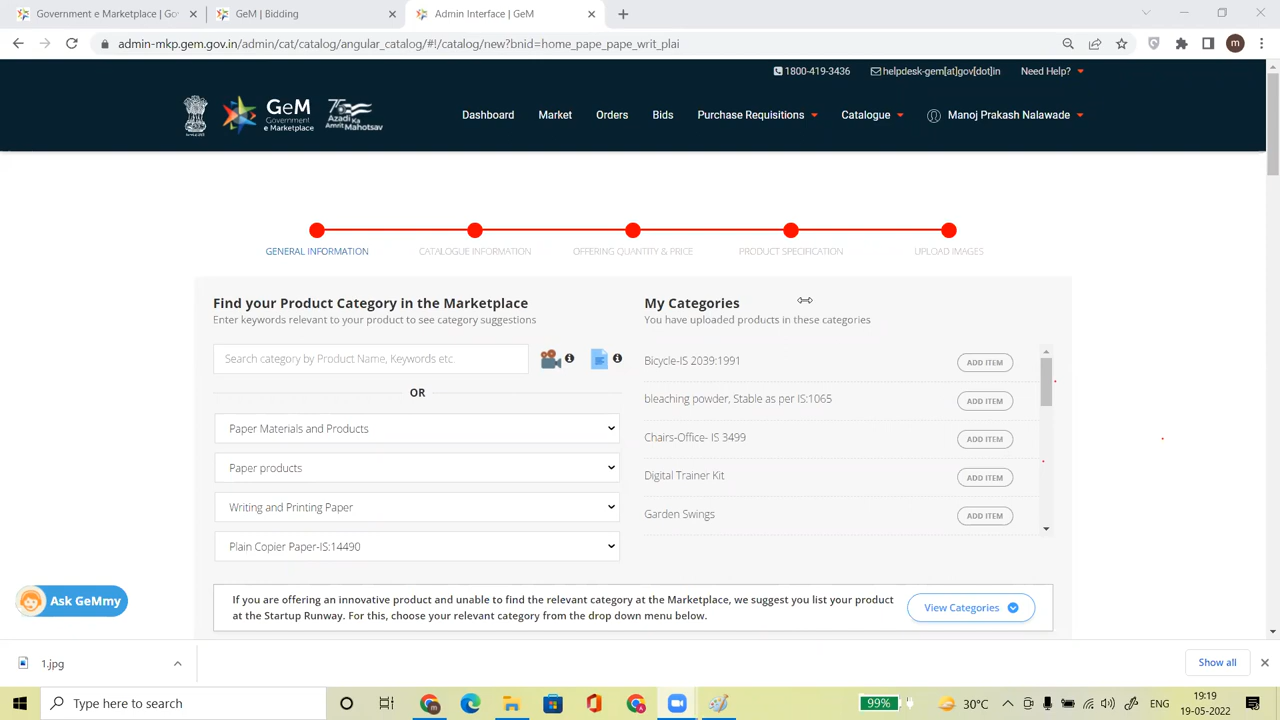 Government e Marketplace | Gov
GeM | Bidding
Admin Interface | GeM
admin-mkp.gem.gov.in/admin/cat/catalog/angular_catalog/#!/catalog/new?bnid=home_pape_pape_writ_plai
m
1800-419-3436
helpdesk-gem[at]gov[dot]in
Need Help?
GeM
Government
e Marketplace
75
Azadi Ka
Amrit Mahotsav
Dashboard
Market
Orders
Bids
Purchase Requisitions
Catalogue
Manoj Prakash Nalawade
GENERAL INFORMATION
CATALOGUE INFORMATION
OFFERING QUANTITY & PRICE
PRODUCT SPECIFICATION
UPLOAD IMAGES
Find your Product Category in the Marketplace
Enter keywords relevant to your product to see category suggestions
Search category by Product Name, Keywords etc.
OR
Paper Materials and Products
Paper products
Writing and Printing Paper
Plain Copier Paper-IS:14490
My Categories
You have uploaded products in these categories
Bicycle-IS 2039:1991 ADD ITEM
bleaching powder, Stable as per IS:1065 ADD ITEM
Chairs-Office- IS 3499 ADD ITEM
Digital Trainer Kit ADD ITEM
Garden Swings ADD ITEM
If you are offering an innovative product and unable to find the relevant category at the Marketplace, we suggest you list your product
at the Startup Runway. For this, choose your relevant category from the drop down menu below.
View Categories
Ask GeMmy
1.jpg
Show all
Type here to search
99%
30°C
ENG
19:19
19-05-2022